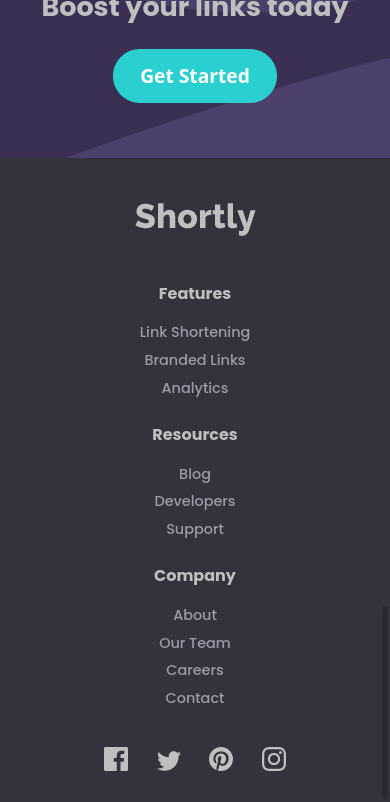 Boost your links today
Get Started
Shortly
Features
Link Shortening
Branded Links
Analytics
Resources
Blog
Developers
Support
Company
About
Our Team
Careers
Contact